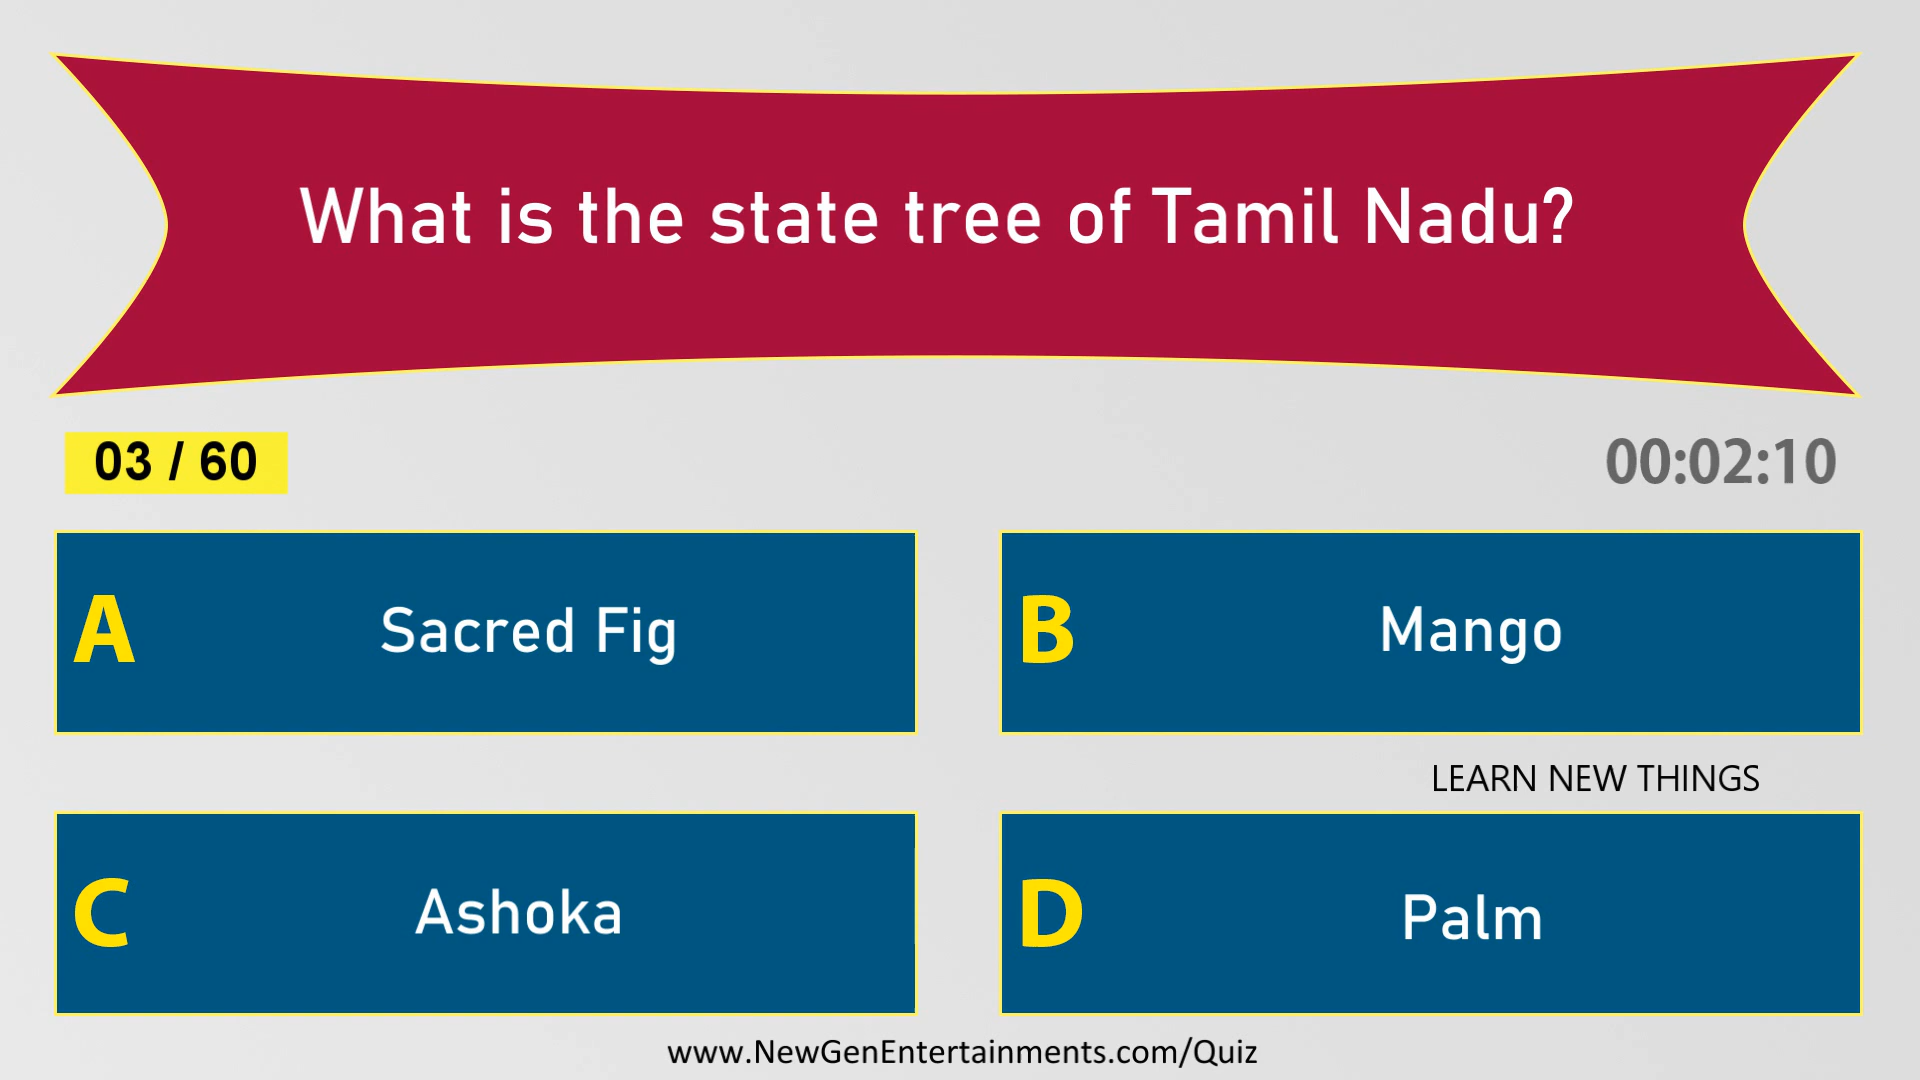 What is the state tree of Tamil Nadu?
03 / 60
00:02:10
A Sacred Fig
B Mango
LEARN NEW THINGS
C Ashoka
D Palm
www.NewGenEntertainments.com/Quiz